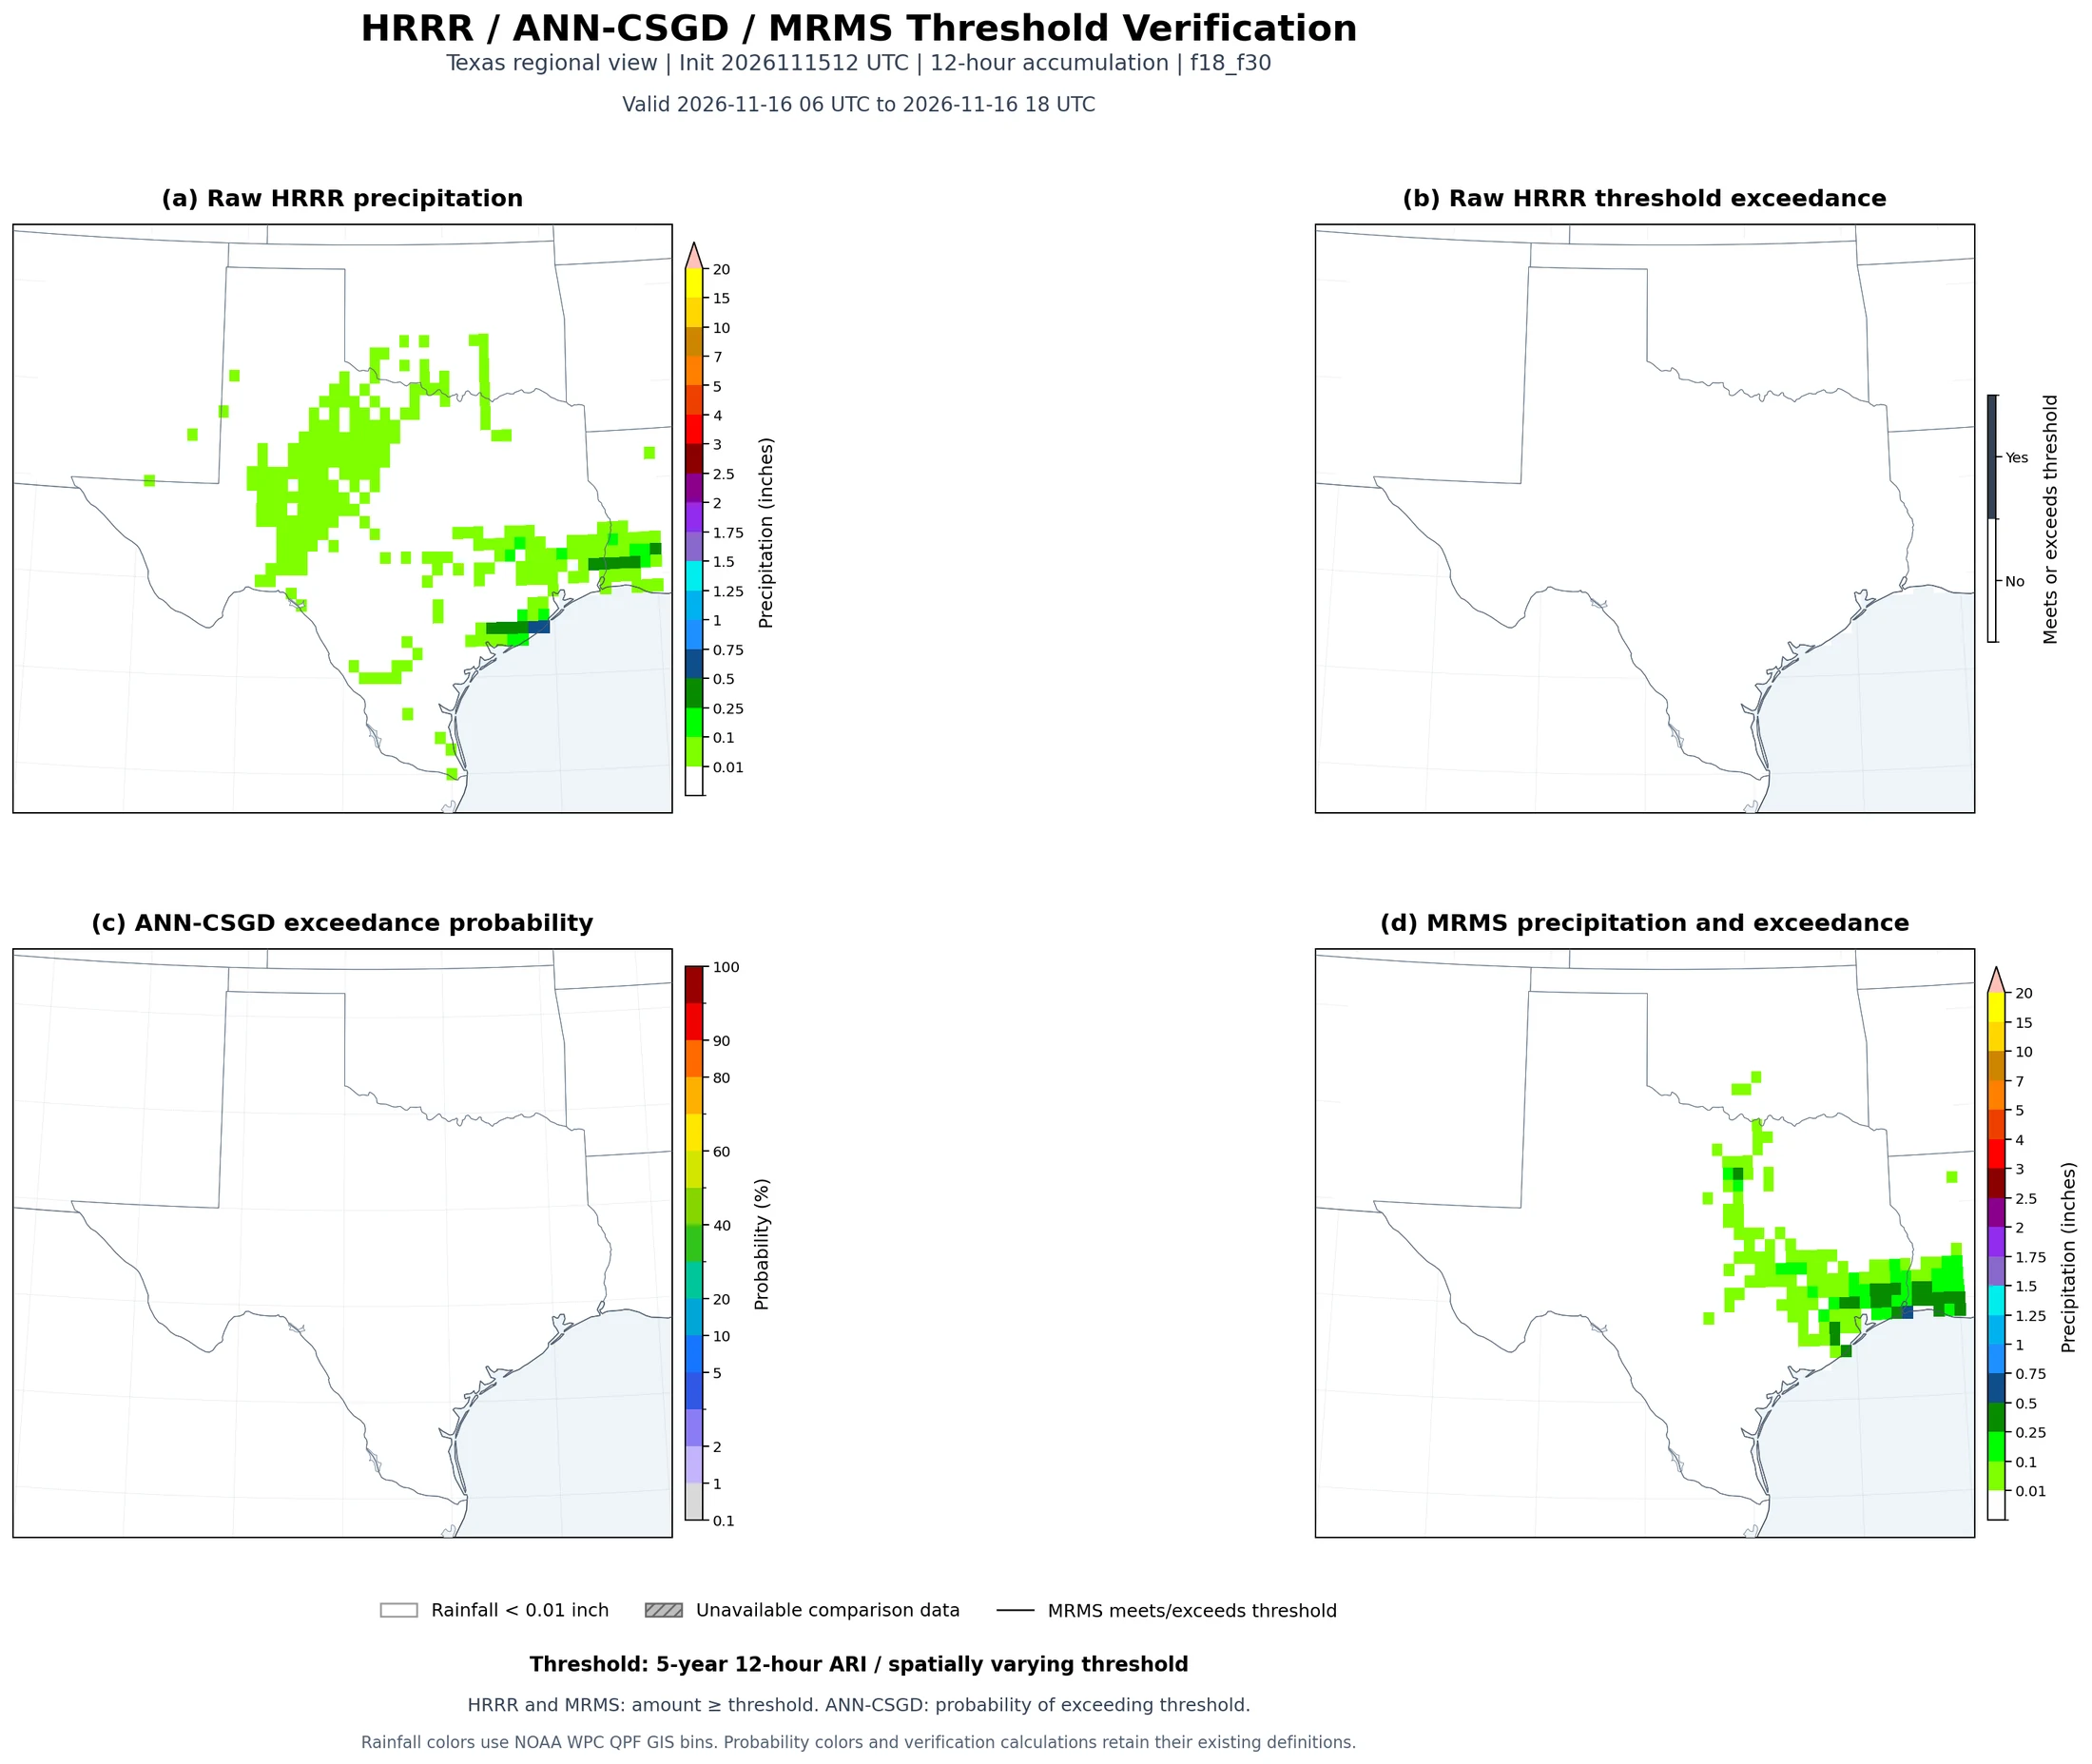 HRRR / ANN-CSGD / MRMS Threshold Verification
Texas regional view | Init 2026111512 UTC | 12-hour accumulation | f18_f30
Valid 2026-11-16 06 UTC to 2026-11-16 18 UTC
(a) Raw HRRR precipitation
20
15
10
7
5
4
3
2.5
2
1.75
1.5
1.25
1
0.75
0.5
0.25
0.1
0.01
Precipitation (inches)
(b) Raw HRRR threshold exceedance
Yes
No
Meets or exceeds threshold
(c) ANN-CSGD exceedance probability
100
90
80
60
40
20
10
5
2
1
0.1
Probability (%)
(d) MRMS precipitation and exceedance
20
15
10
7
5
4
3
2.5
2
1.75
1.5
1.25
1
0.75
0.5
0.25
0.1
0.01
Precipitation (inches)
Rainfall < 0.01 inch
Unavailable comparison data
MRMS meets/exceeds threshold
Threshold: 5-year 12-hour ARI / spatially varying threshold
HRRR and MRMS: amount ≥ threshold. ANN-CSGD: probability of exceeding threshold.
Rainfall colors use NOAA WPC QPF GIS bins. Probability colors and verification calculations retain their existing definitions.